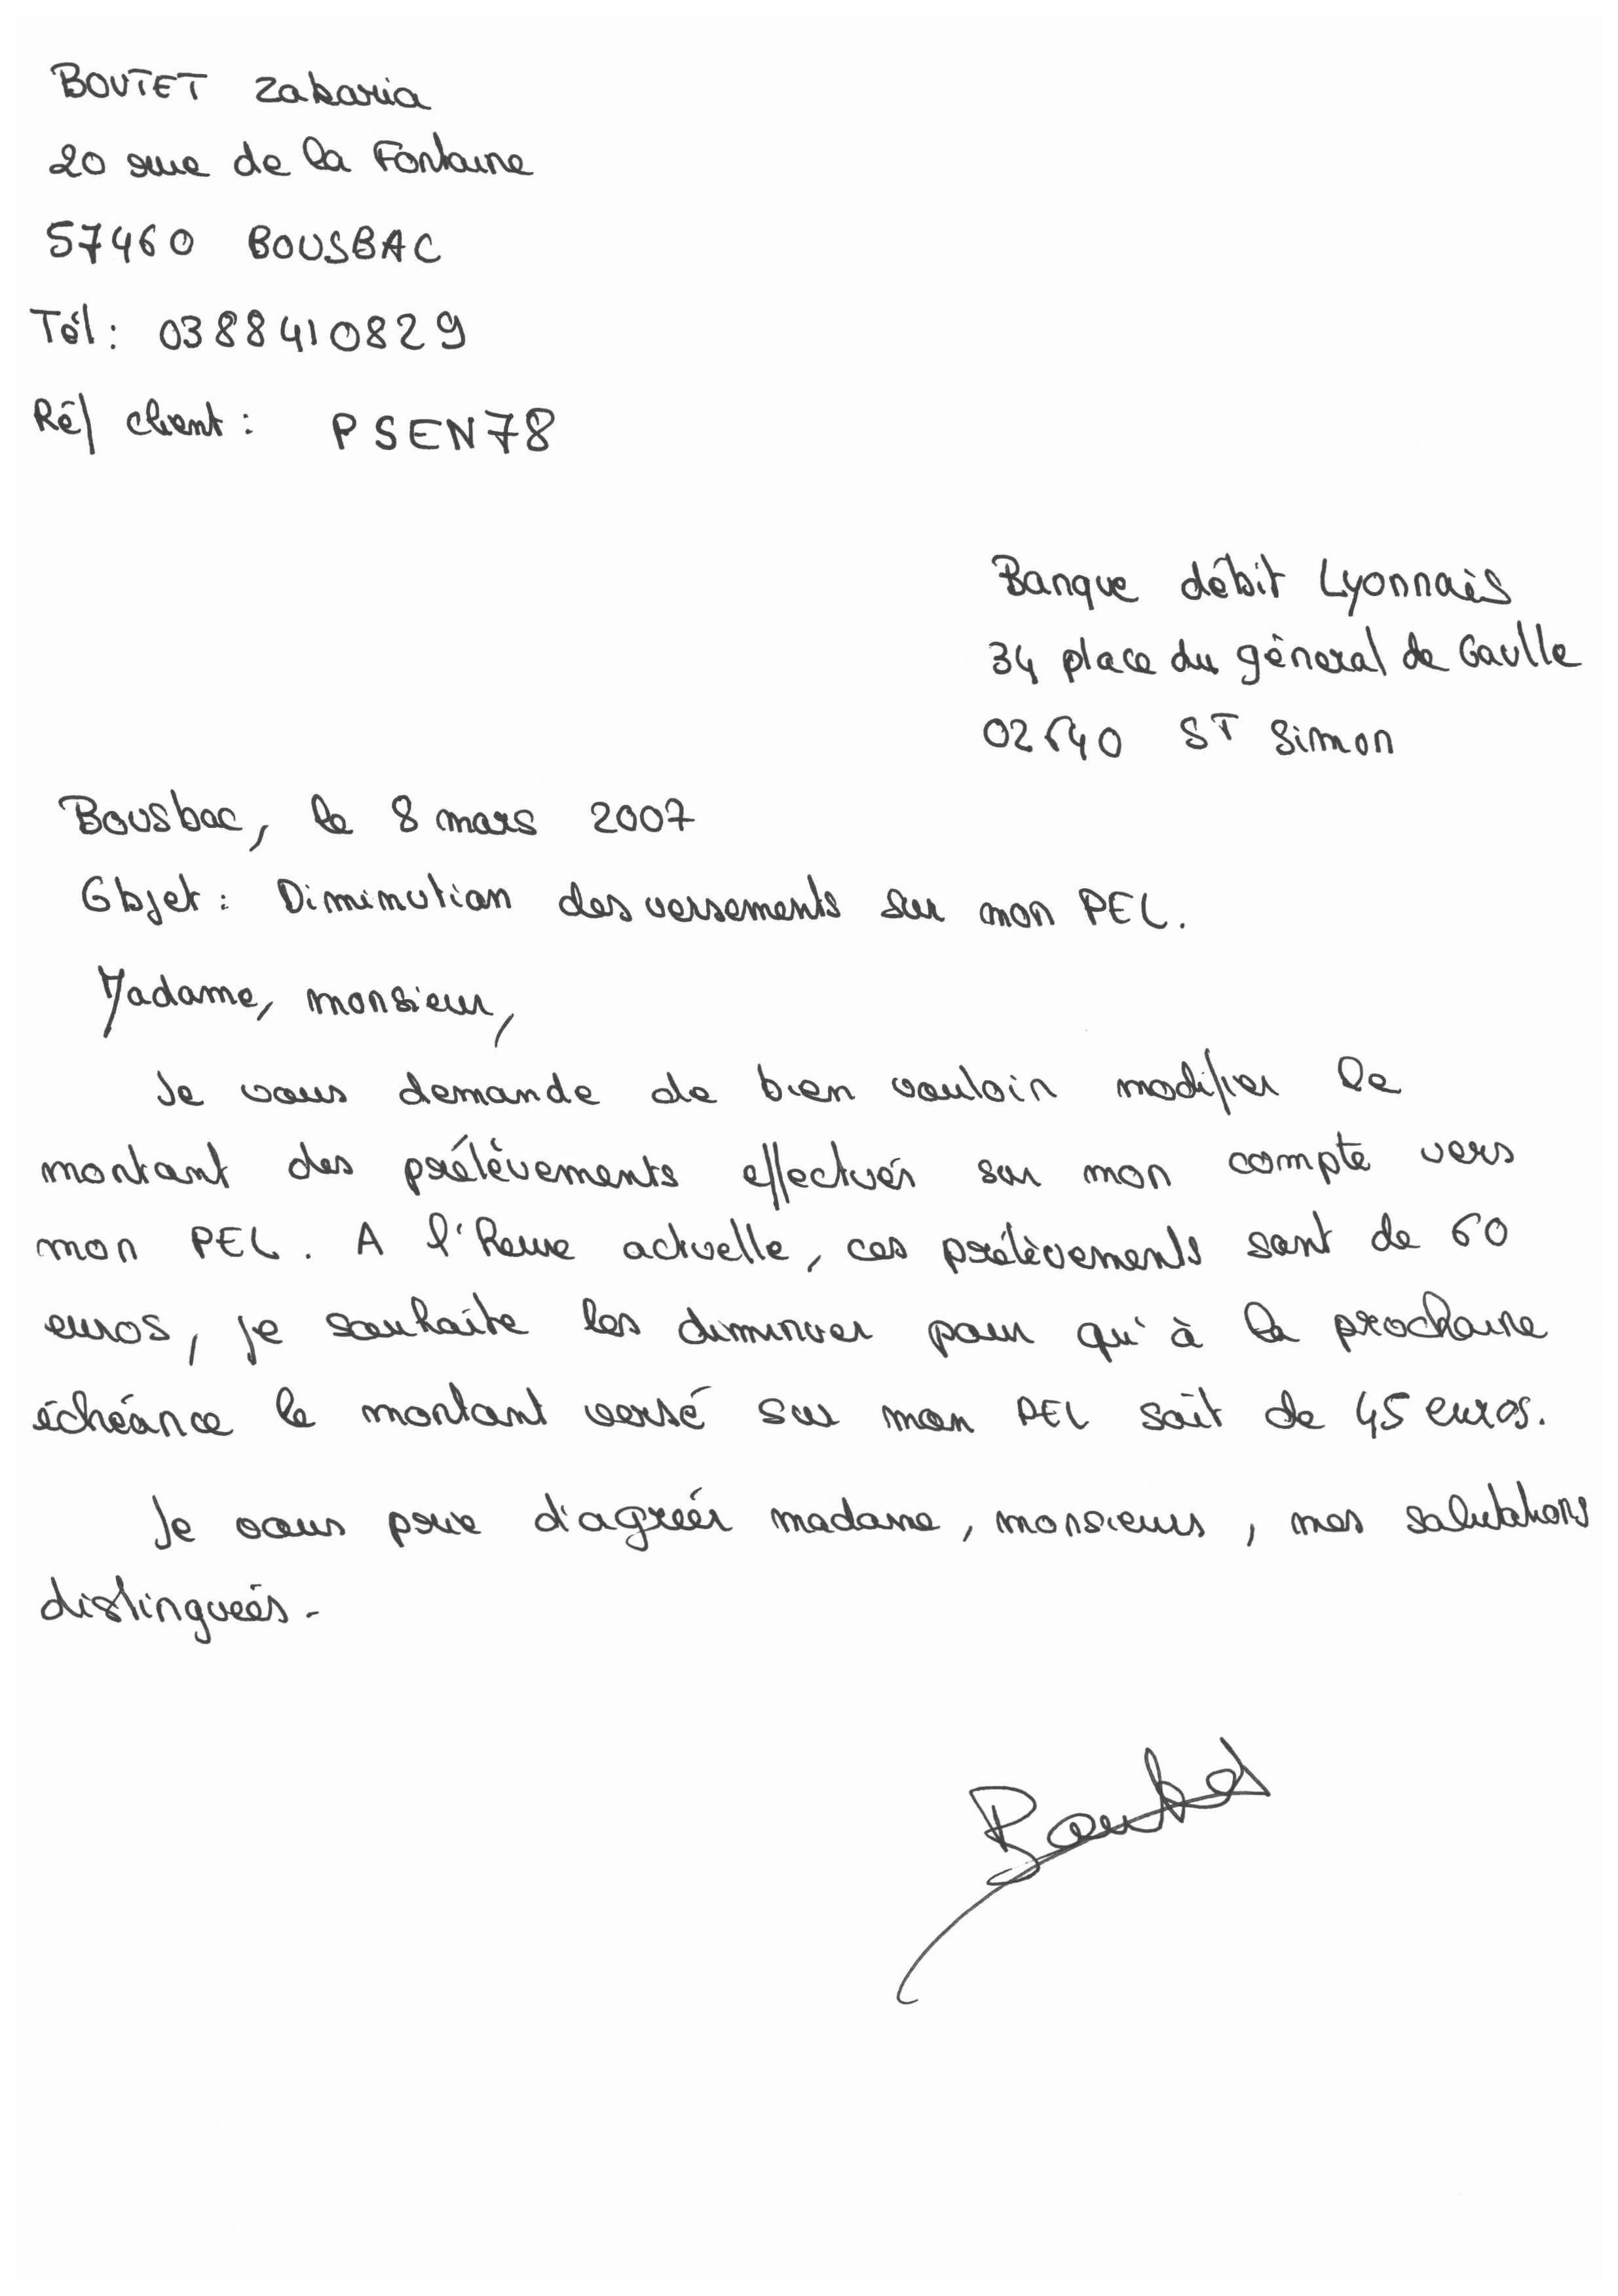 BOUTET Zakaria
20 rue de la Fontaine
57460 BOUSBAC
Tél : 0388410829
Réf client : PSEN78
Banque débit Lyonnais
34 place du général de Gaulle
02640 ST Simon
Bousbac, le 8 mars 2007
Objet : Diminution des versements sur mon PEL.
Madame, monsieur,
Je vous demande de bien vouloir modifier le
montant des prélèvements effectués sur mon compte vers
mon PEL. A l'heure actuelle, ces prélèvements sont de 60
euros, je souhaite les diminuer pour qu'à la prochaine
échéance le montant versé sur mon PEL soit de 45 euros.
Je vous prie d'agréér madame, monsieurs, mes salutations
distinguées.
Boutet